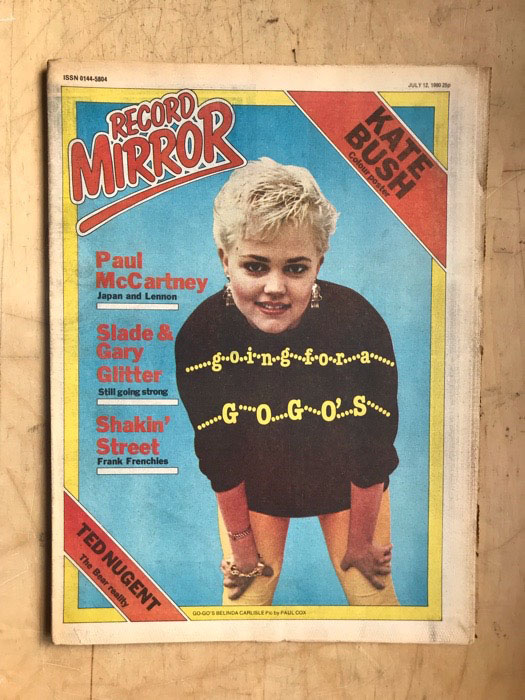 ISSN 0144-5804
JULY 12, 1980 25p
RECORD
MIRROR
KATE
BUSH
Colour poster
Paul
McCartney
Japan and Lennon
Slade &
Gary
Glitter
Still going strong
Shakin'
Street
Frank Frenchies
going for a
GO GO'S
TED NUGENT
The Bear reality
GO-GO'S BELINDA CARLISLE Pic by PAUL COX